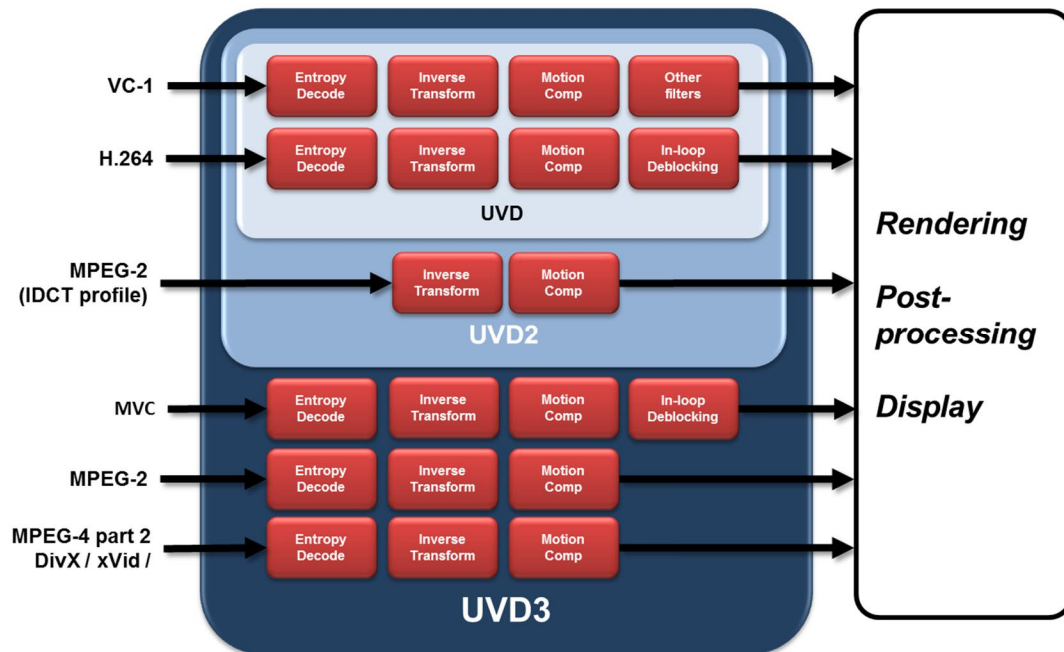 VC-1
Entropy
Decode
Inverse
Transform
Motion
Comp
Other
filters
H.264
Entropy
Decode
Inverse
Transform
Motion
Comp
In-loop
Deblocking
UVD
MPEG-2
(IDCT profile)
Inverse
Transform
Motion
Comp
UVD2
MVC
Entropy
Decode
Inverse
Transform
Motion
Comp
In-loop
Deblocking
MPEG-2
Entropy
Decode
Inverse
Transform
Motion
Comp
MPEG-4 part 2
DivX / xVid /
Entropy
Decode
Inverse
Transform
Motion
Comp
UVD3
Rendering
Post-
processing
Display